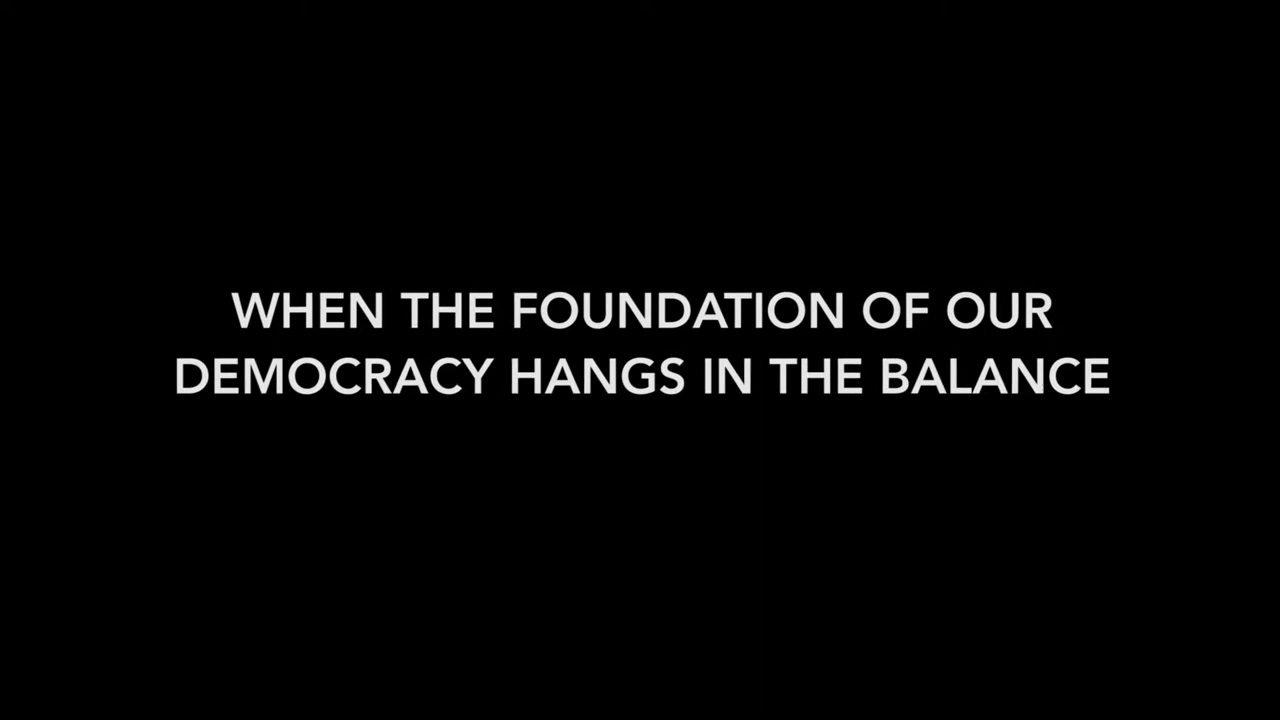 WHEN THE FOUNDATION OF OUR
DEMOCRACY HANGS IN THE BALANCE